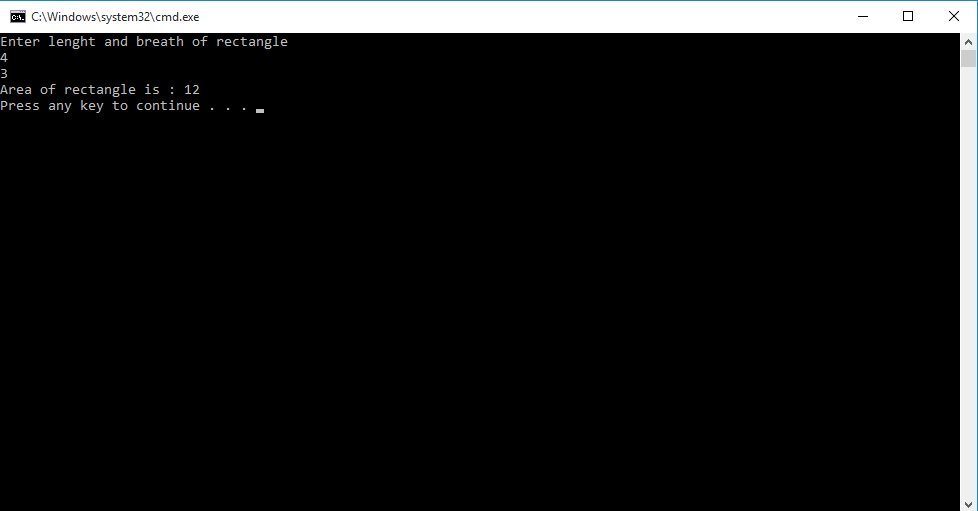 C:\Windows\system32\cmd.exe
Enter lenght and breath of rectangle
4
3
Area of rectangle is : 12
Press any key to continue . . .